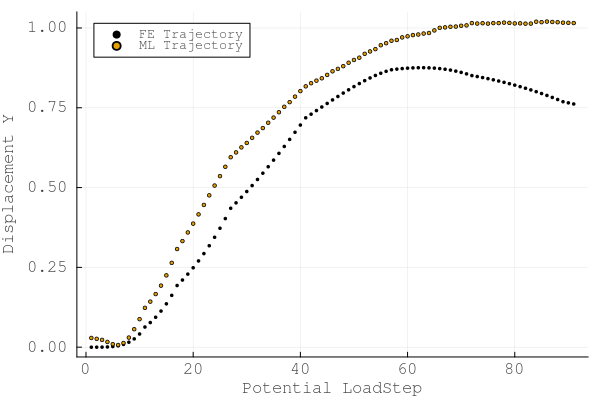 1.00
FE Trajectory
ML Trajectory
0.75
Displacement Y
0.50
0.25
0.00
0 20 40 60 80
Potential LoadStep